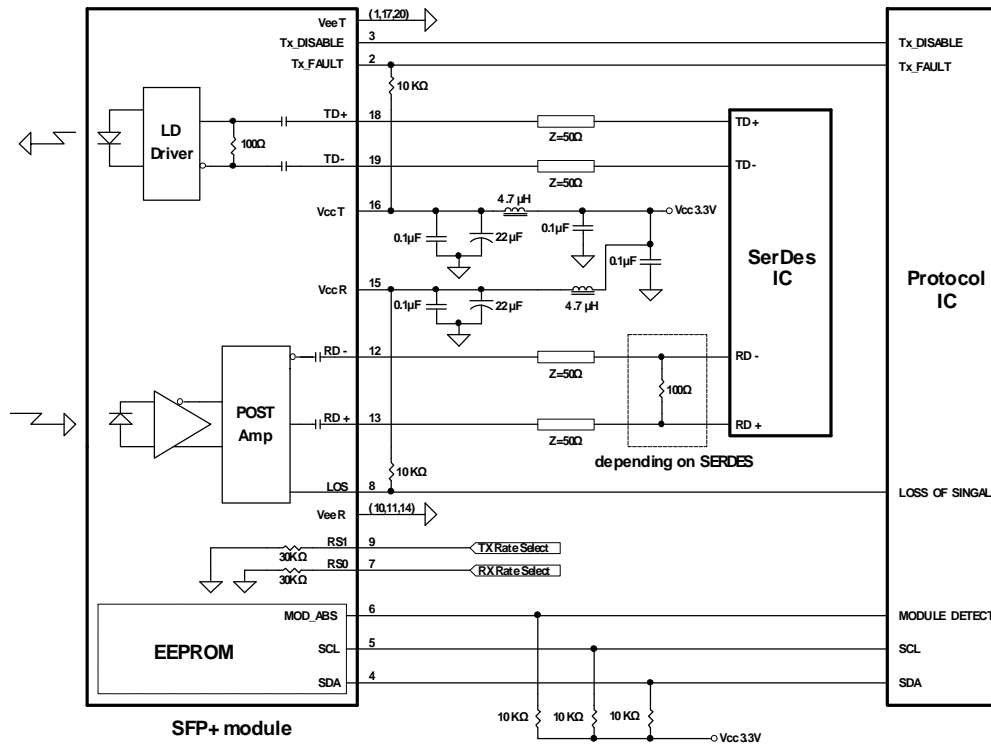 VeeT (1,17,20)
Tx_DISABLE 3 Tx_DISABLE
Tx_FAULT 2 Tx_FAULT
10 KΩ
LD
Driver
100Ω
TD+ 18 Z=50Ω TD+
TD- 19 Z=50Ω TD-
VccT 16 4.7 µH Vcc3.3V
0.1µF 22µF 0.1µF
0.1µF
SerDes
IC
Protocol
IC
VccR 15
0.1µF 22µF 4.7 µH
RD - 12 Z=50Ω RD -
POST
Amp
100Ω
RD + 13 Z=50Ω RD +
depending on SERDES
10 KΩ
LOS 8 LOSS OF SINGAL
VeeR (10,11,14)
RS1 9 TX Rate Select
30KΩ
RS0 7 RX Rate Select
30KΩ
MOD_ABS 6 MODULE DETECT
EEPROM
SCL 5 SCL
SDA 4 SDA
10 KΩ 10 KΩ 10 KΩ
SFP+ module
Vcc3.3V